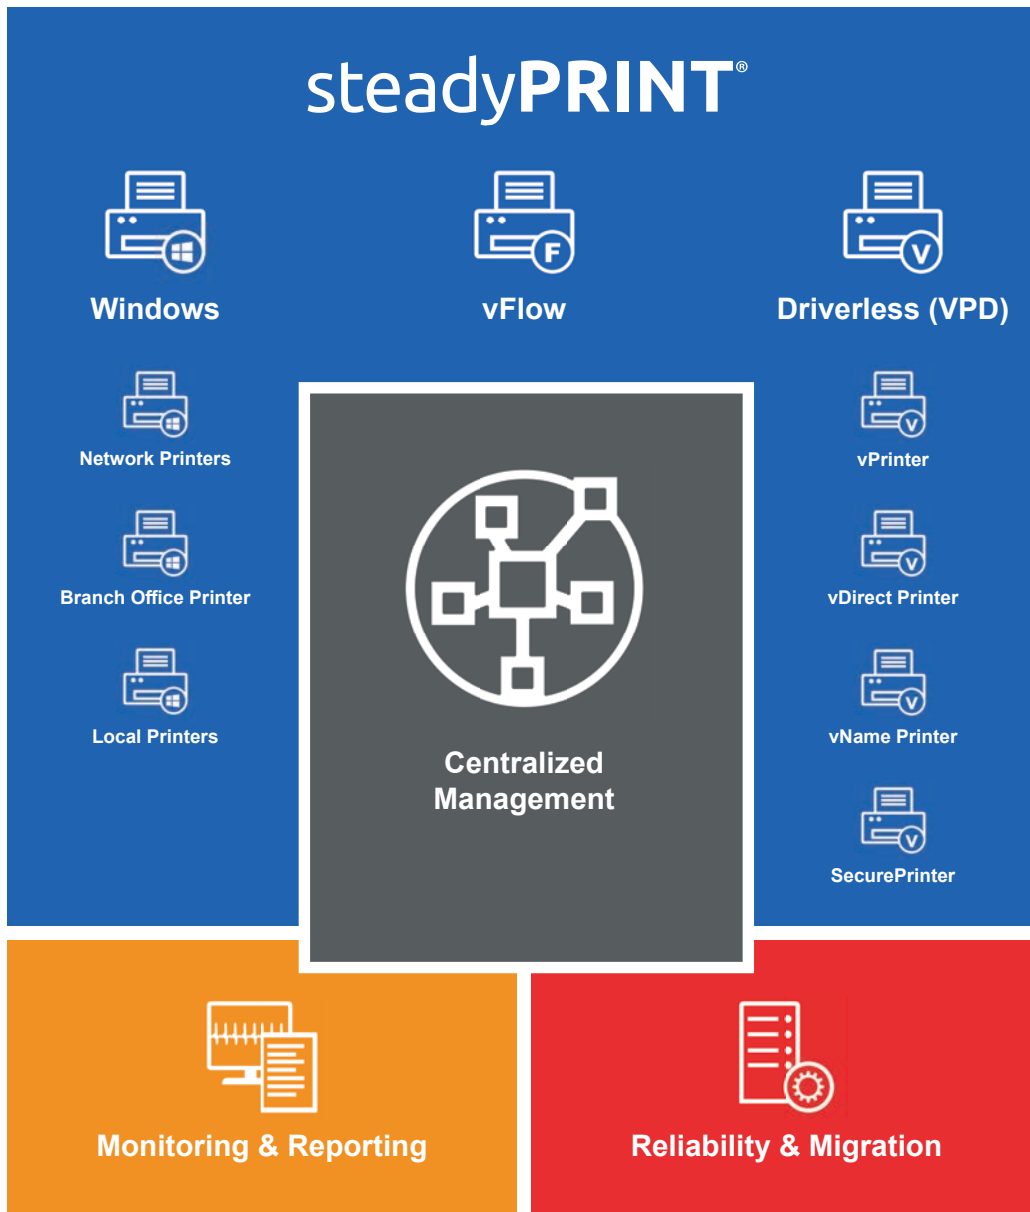 steadyPRINT®
Windows
vFlow
Driverless (VPD)
Network Printers
Branch Office Printer
Local Printers
Centralized
Management
vPrinter
vDirect Printer
vName Printer
SecurePrinter
Monitoring & Reporting
Reliability & Migration